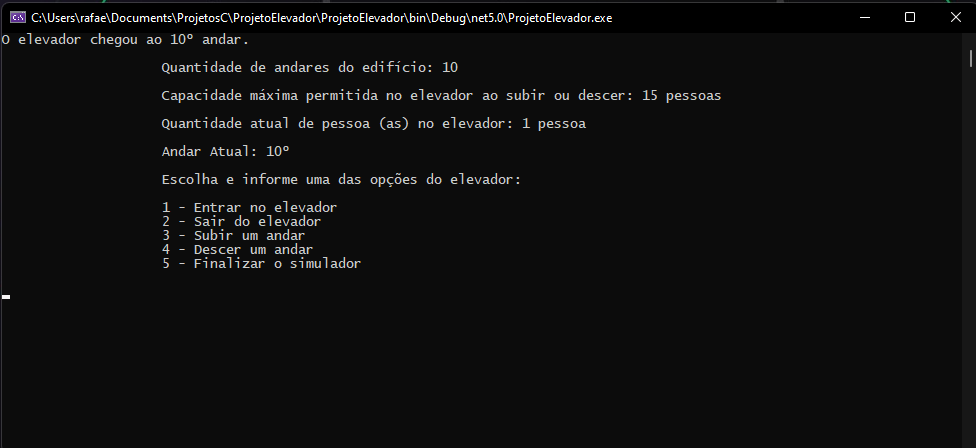 C:\Users\rafae\Documents\ProjetosC\ProjetoElevador\ProjetoElevador\bin\Debug\net5.0\ProjetoElevador.exe
O elevador chegou ao 10º andar.
Quantidade de andares do edifício: 10
Capacidade máxima permitida no elevador ao subir ou descer: 15 pessoas
Quantidade atual de pessoa (as) no elevador: 1 pessoa
Andar Atual: 10º
Escolha e informe uma das opções do elevador:
1 - Entrar no elevador
2 - Sair do elevador
3 - Subir um andar
4 - Descer um andar
5 - Finalizar o simulador